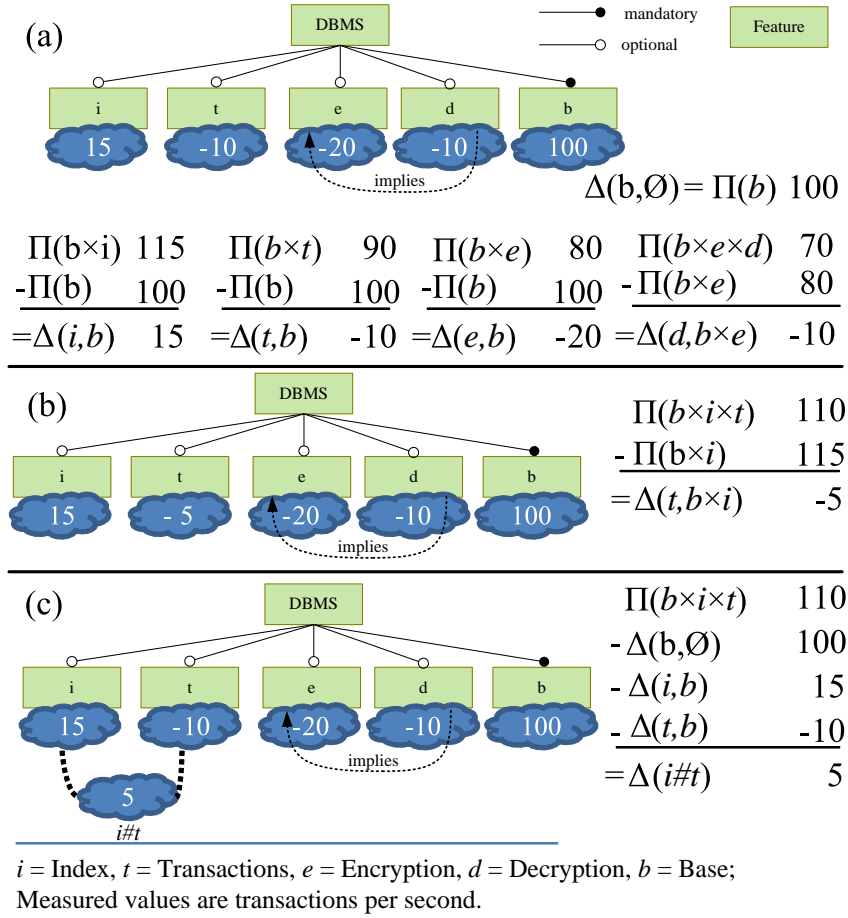 (a)
DBMS
mandatory
optional
Feature
i t e d b
15 -10 -20 -10 100
implies
Δ(b,Ø) = Π(b) 100
Π(b×i) 115
-Π(b) 100
=Δ(i,b) 15
Π(b×t) 90
-Π(b) 100
=Δ(t,b) -10
Π(b×e) 80
-Π(b) 100
=Δ(e,b) -20
Π(b×e×d) 70
-Π(b×e) 80
=Δ(d,b×e) -10
(b)
DBMS
i t e d b
15 - 5 -20 -10 100
implies
Π(b×i×t) 110
- Π(b×i) 115
= Δ(t,b×i) -5
(c)
DBMS
i t e d b
15 -10 -20 -10 100
implies
5
i#t
Π(b×i×t) 110
- Δ(b,Ø) 100
- Δ(i,b) 15
- Δ(t,b) -10
= Δ(i#t) 5
i = Index, t = Transactions, e = Encryption, d = Decryption, b = Base;
Measured values are transactions per second.